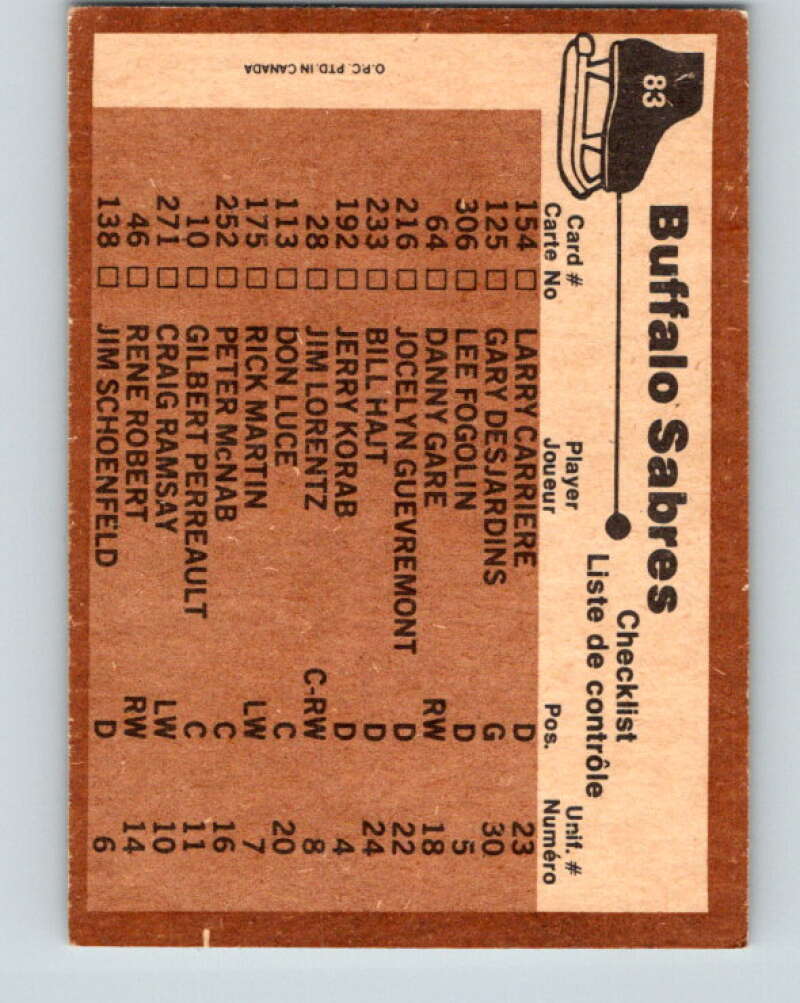 83
Buffalo Sabres
Checklist
Liste de contrôle
Card # Player Pos. Unif. #
Carte No Joueur Numéro
154 □ LARRY CARRIERE D 23
125 □ GARY DESJARDINS G 30
306 □ LEE FOGOLIN D 5
64 □ DANNY GARE RW 18
216 □ JOCELYN GUEVREMONT D 22
233 □ BILL HAJT D 24
192 □ JERRY KORAB D 4
28 □ JIM LORENTZ C-RW 8
113 □ DON LUCE C 20
175 □ RICK MARTIN LW 7
252 □ PETER McNAB C 16
10 □ GILBERT PERREAULT C 11
271 □ CRAIG RAMSAY LW 10
46 □ RENE ROBERT RW 14
138 □ JIM SCHOENFELD D 6
O.P.C. PTD. IN CANADA